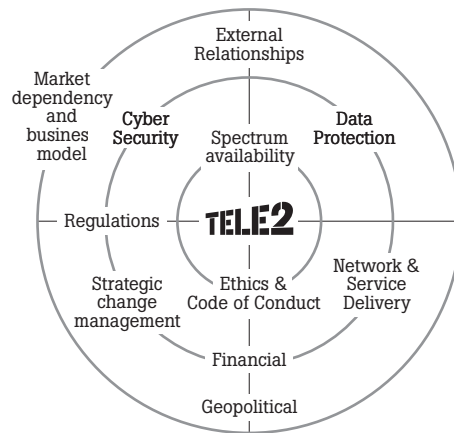 External
Relationships
Market
dependency
and
busines
model
Cyber
Security
Data
Protection
Spectrum
availability
Regulations
TELE2
Strategic
change
management
Ethics &
Code of Conduct
Network &
Service
Delivery
Financial
Geopolitical